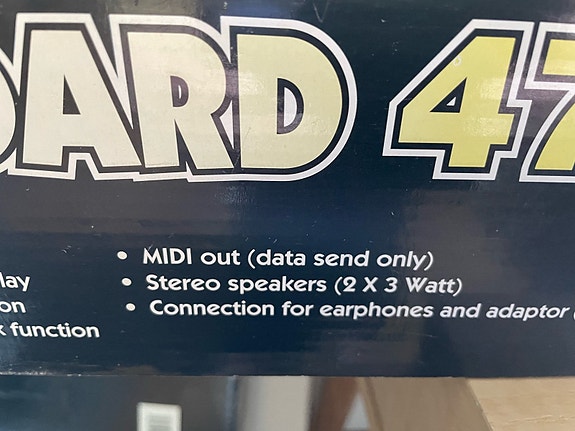 OARD 47
• MIDI out (data send only)
lay • Stereo speakers (2 X 3 Watt)
on • Connection for earphones and adaptor (
k function